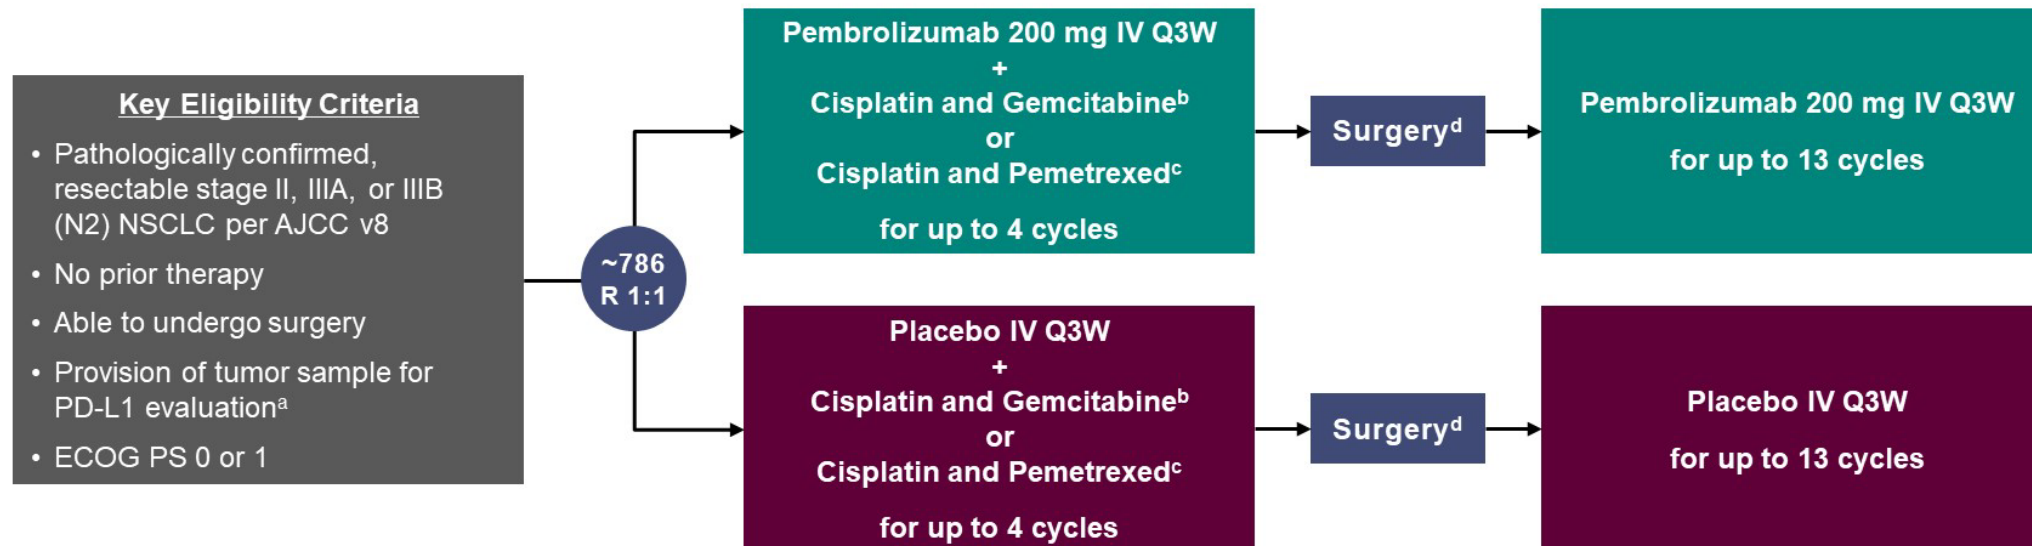 Key Eligibility Criteria
• Pathologically confirmed,
resectable stage II, IIIA, or IIIB
(N2) NSCLC per AJCC v8
• No prior therapy
• Able to undergo surgery
• Provision of tumor sample for
PD-L1 evaluationᵃ
• ECOG PS 0 or 1
~786
R 1:1
Pembrolizumab 200 mg IV Q3W
+
Cisplatin and Gemcitabineᵇ
or
Cisplatin and Pemetrexedᶜ
for up to 4 cycles
Surgeryᵈ
Pembrolizumab 200 mg IV Q3W
for up to 13 cycles
Placebo IV Q3W
+
Cisplatin and Gemcitabineᵇ
or
Cisplatin and Pemetrexedᶜ
for up to 4 cycles
Surgeryᵈ
Placebo IV Q3W
for up to 13 cycles